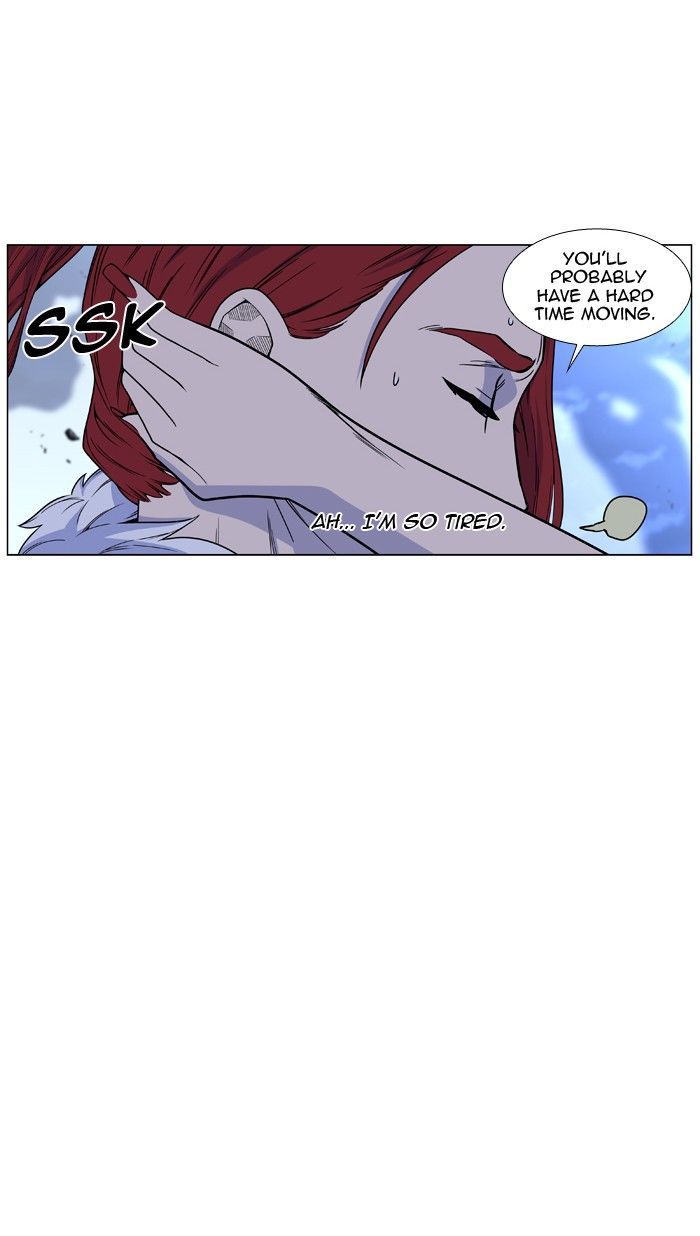 YOU'LL
PROBABLY
HAVE A HARD
TIME MOVING.
SSK
AH... I'M SO TIRED.